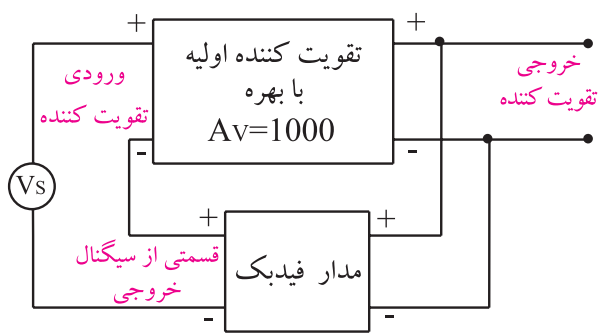 +
+
تقویت کننده اولیه
با بهره
Av=1000
ورودی
تقویت کننده
خروجی
تقویت کننده
-
-
Vs
+
+
قسمتی از سیگنال
خروجی
مدار فیدبک
-
-